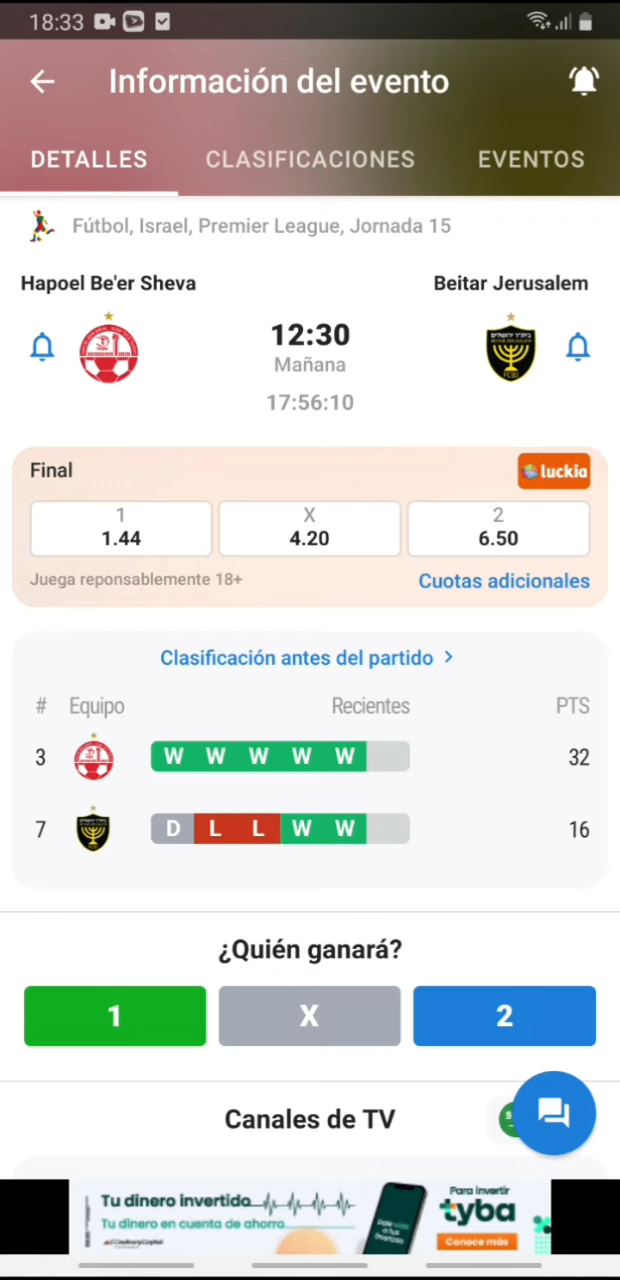 18:33
Información del evento
DETALLES CLASIFICACIONES EVENTOS
Fútbol, Israel, Premier League, Jornada 15
Hapoel Be'er Sheva Beitar Jerusalem
12:30
Mañana
17:56:10
Final luckia
1 X 2
1.44 4.20 6.50
Juega reponsablemente 18+ Cuotas adicionales
Clasificación antes del partido
# Equipo Recientes PTS
3 W W W W W 32
7 D L L W W 16
¿Quién ganará?
1 X 2
Canales de TV
Tu dinero invertido
Tu dinero en cuenta de ahorro
Para invertir
tyba
Conoce más